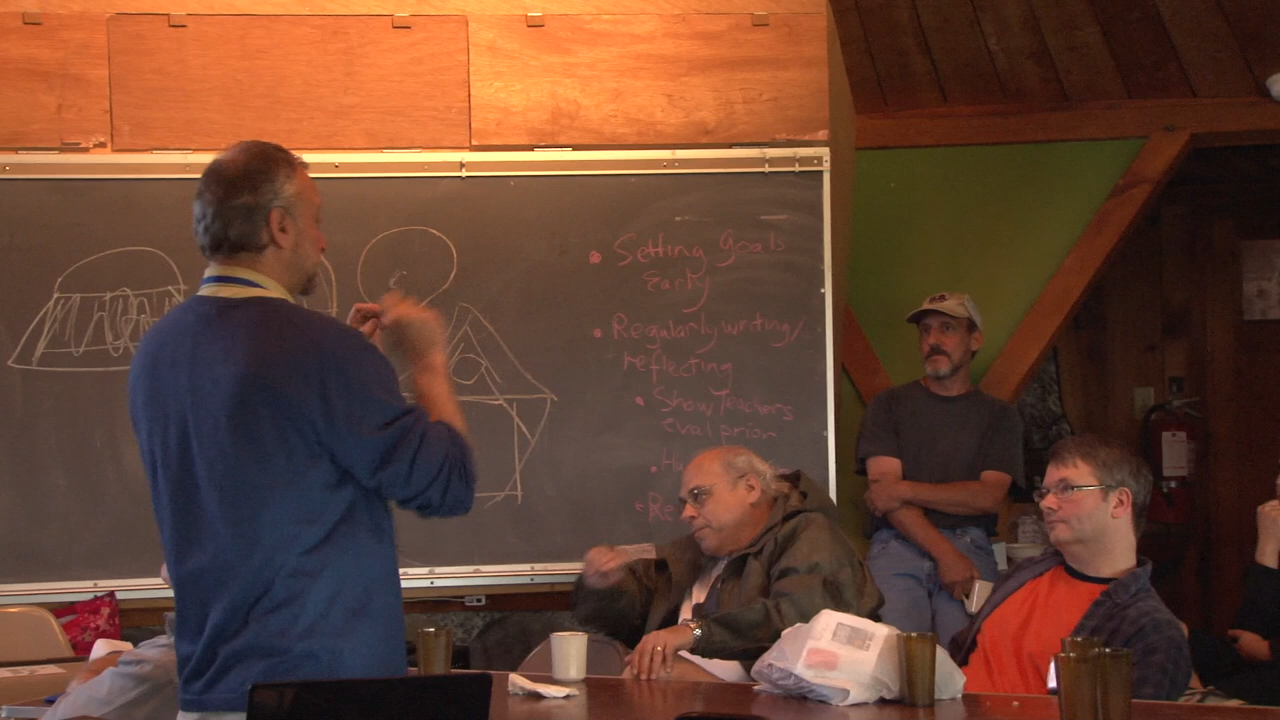 • Setting Goals
Early
• Regularly writing/
reflecting
• Show Teachers
eval prior